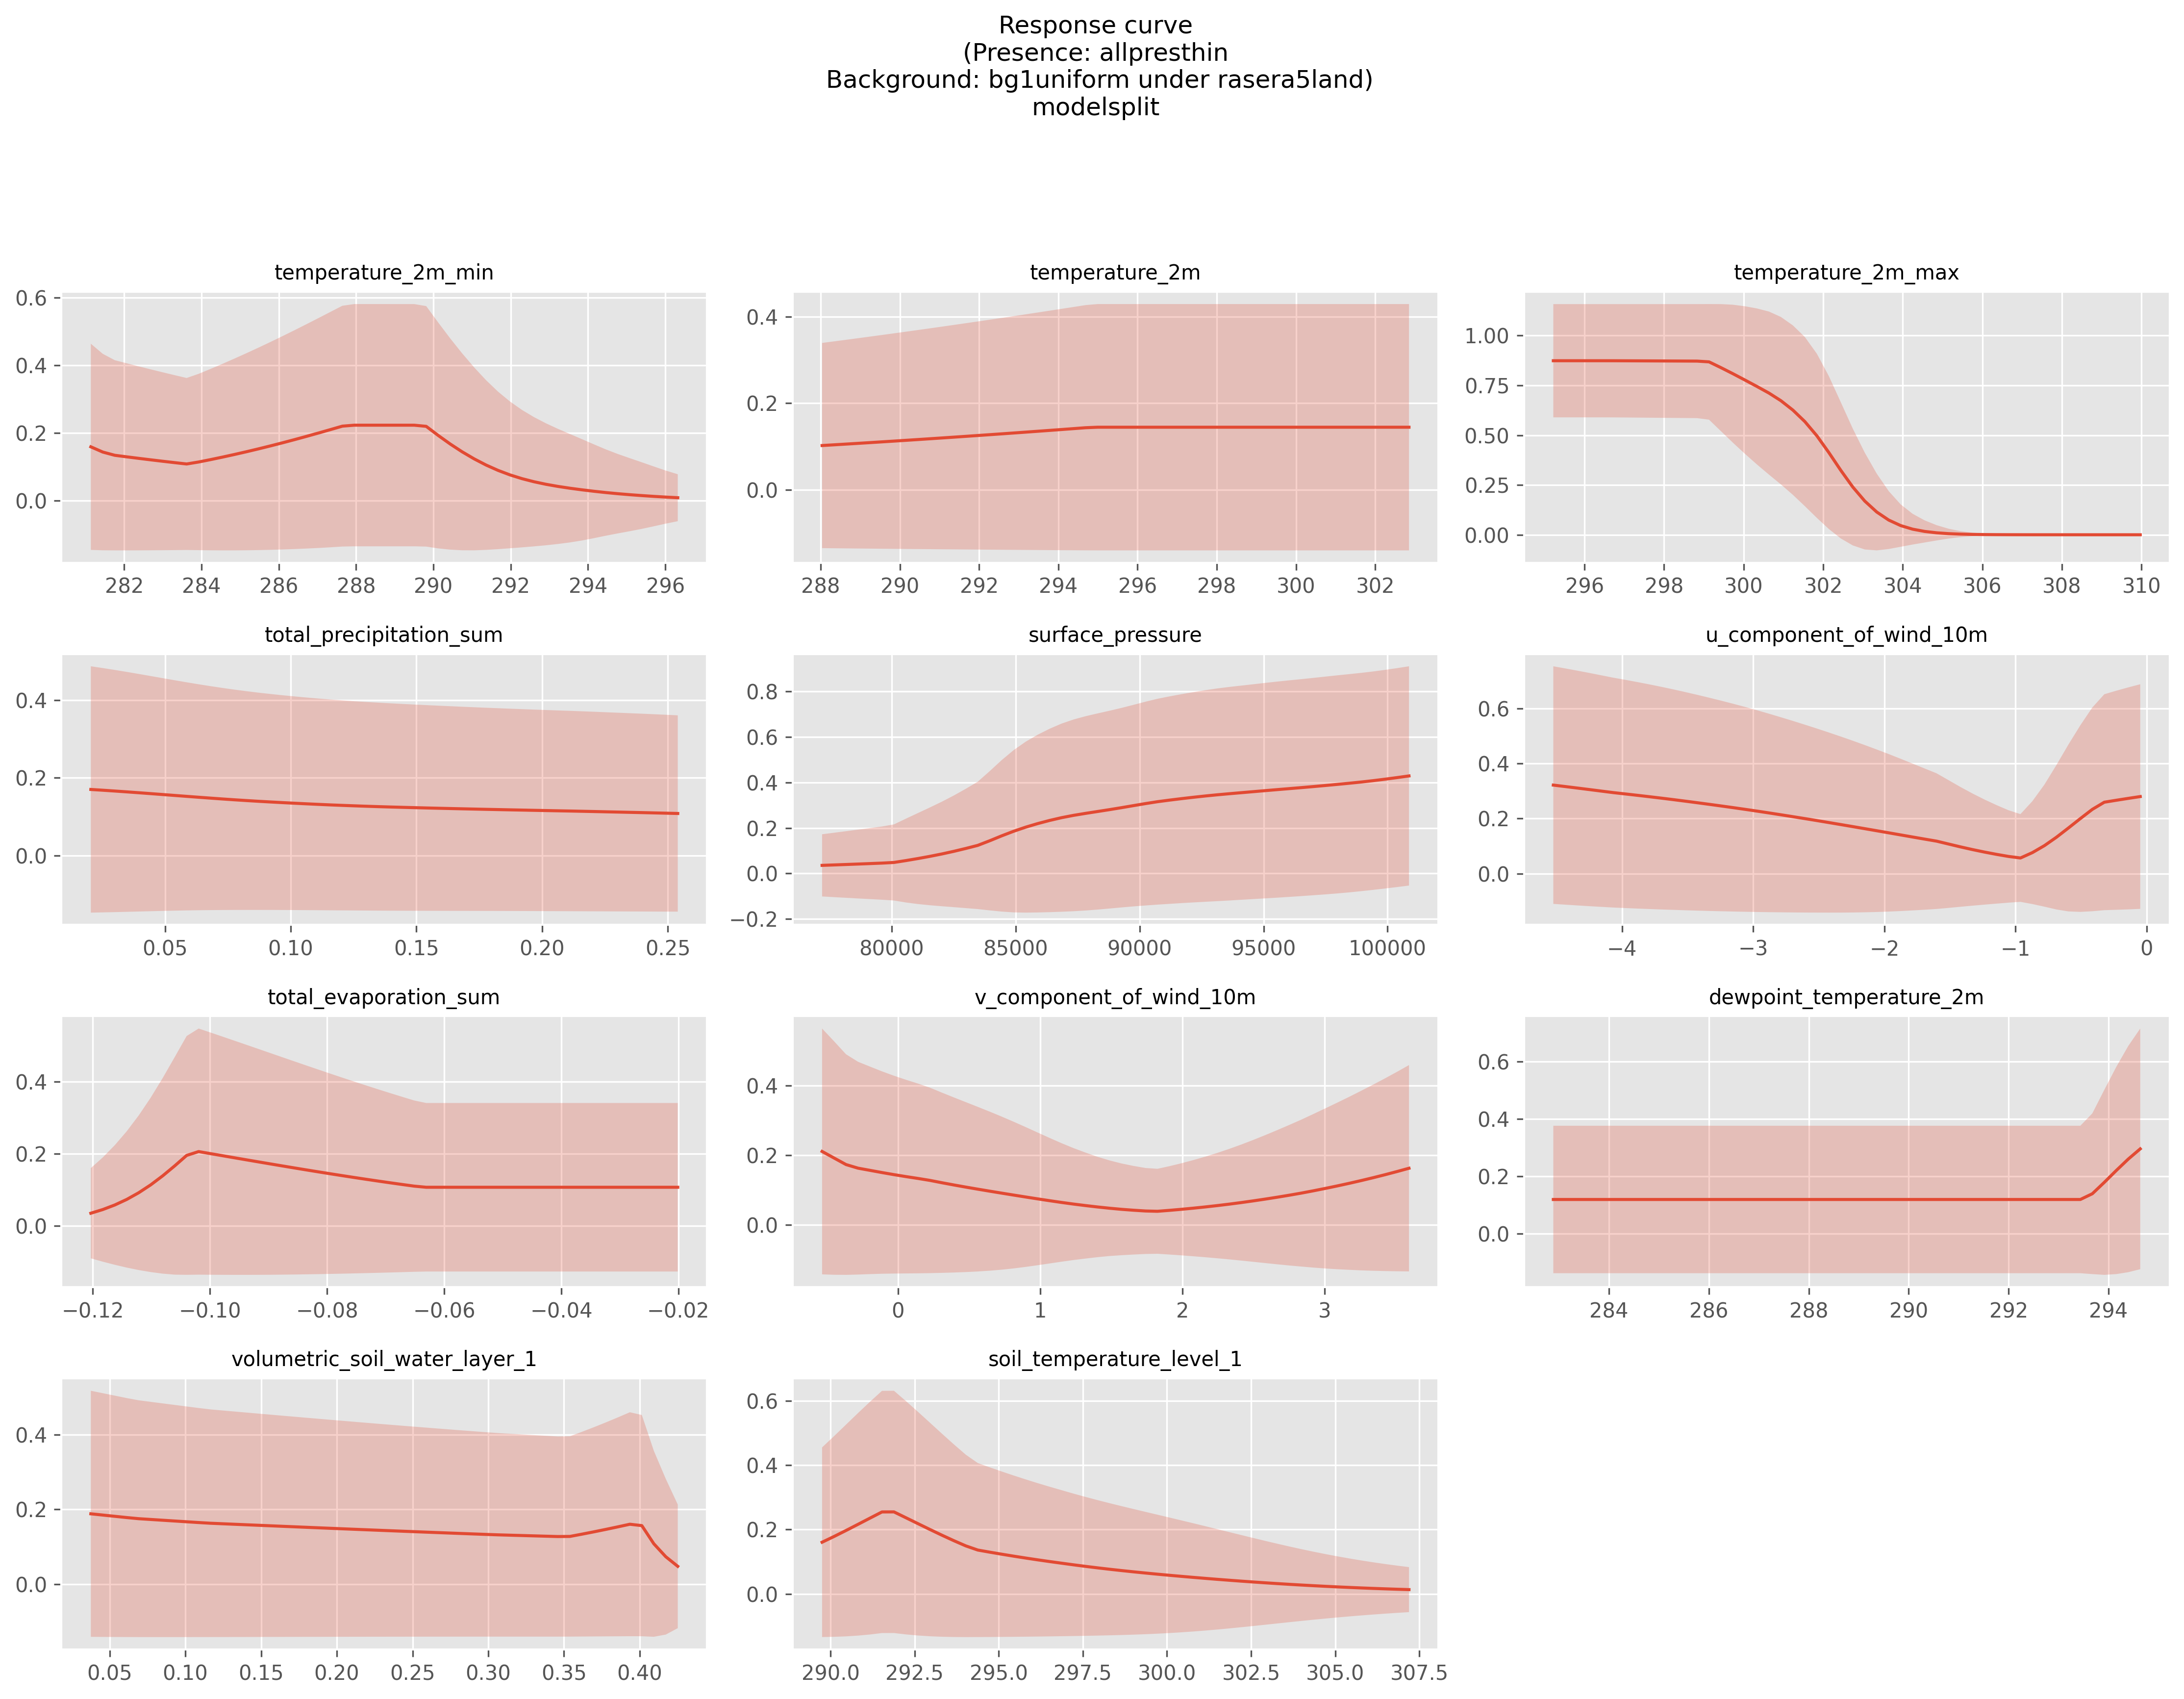 Response curve
(Presence: allpresthin
Background: bg1uniform under rasera5land)
modelsplit
temperature_2m_min
temperature_2m
temperature_2m_max
0.6
0.4
0.2
0.0
282 284 286 288 290 292 294 296
0.4
0.2
0.0
288 290 292 294 296 298 300 302
1.00
0.75
0.50
0.25
0.00
296 298 300 302 304 306 308 310
total_precipitation_sum
surface_pressure
u_component_of_wind_10m
0.4
0.2
0.0
0.05 0.10 0.15 0.20 0.25
0.8
0.6
0.4
0.2
0.0
−0.2
80000 85000 90000 95000 100000
0.6
0.4
0.2
0.0
−4 −3 −2 −1 0
total_evaporation_sum
v_component_of_wind_10m
dewpoint_temperature_2m
0.4
0.2
0.0
−0.12 −0.10 −0.08 −0.06 −0.04 −0.02
0.4
0.2
0.0
0 1 2 3
0.6
0.4
0.2
0.0
284 286 288 290 292 294
volumetric_soil_water_layer_1
soil_temperature_level_1
0.4
0.2
0.0
0.05 0.10 0.15 0.20 0.25 0.30 0.35 0.40
0.6
0.4
0.2
0.0
290.0 292.5 295.0 297.5 300.0 302.5 305.0 307.5